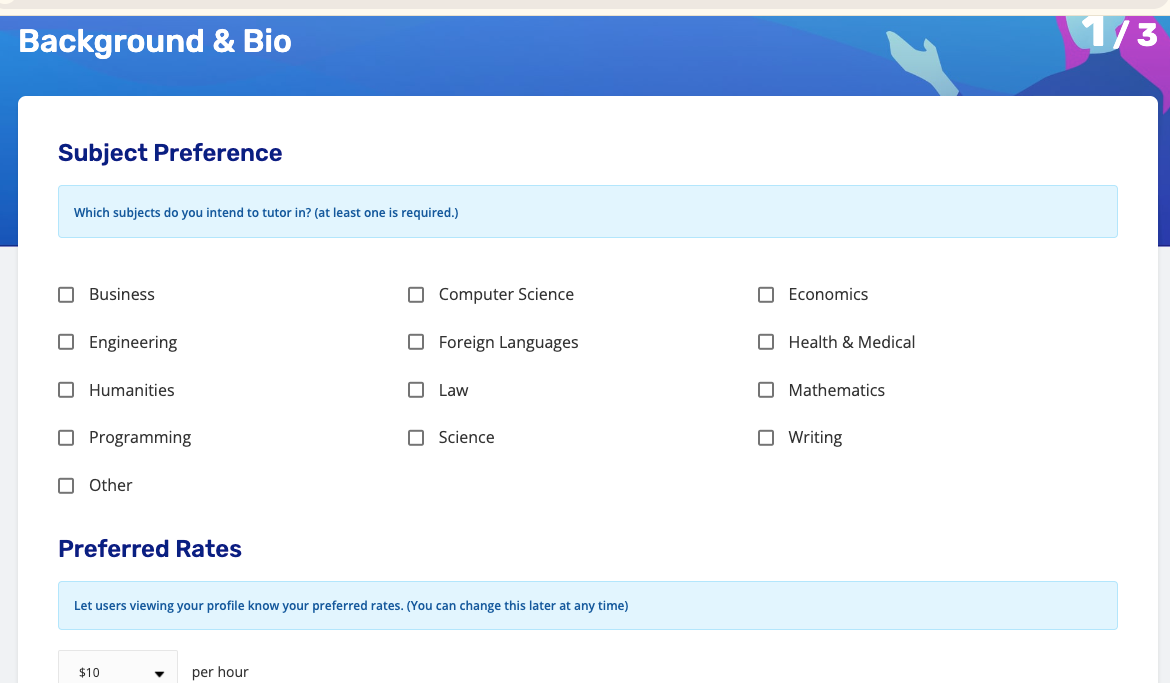 Background & Bio
1/3
Subject Preference
Which subjects do you intend to tutor in? (at least one is required.)
Business
Computer Science
Economics
Engineering
Foreign Languages
Health & Medical
Humanities
Law
Mathematics
Programming
Science
Writing
Other
Preferred Rates
Let users viewing your profile know your preferred rates. (You can change this later at any time)
$10 per hour